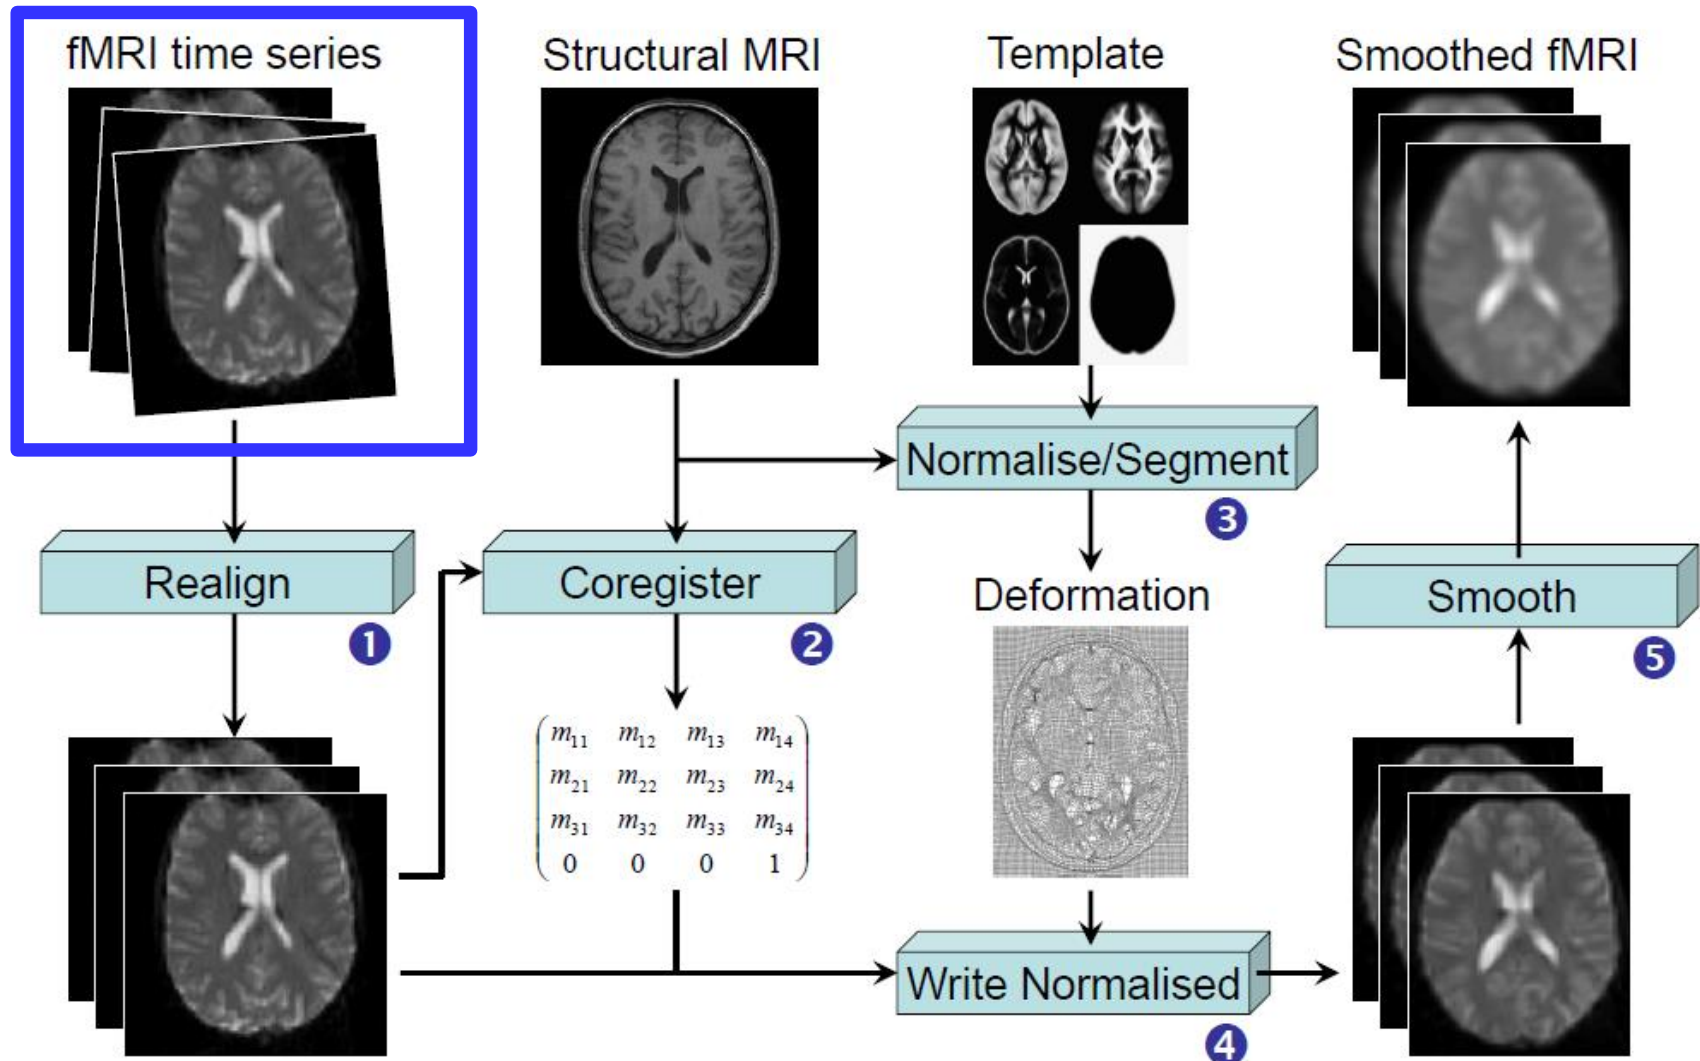 fMRI time series
Structural MRI
Template
Smoothed fMRI
Normalise/Segment
3
Realign
1
Coregister
2
Deformation
Smooth
5
m11 m12 m13 m14
m21 m22 m23 m24
m31 m32 m33 m34
0 0 0 1
Write Normalised
4